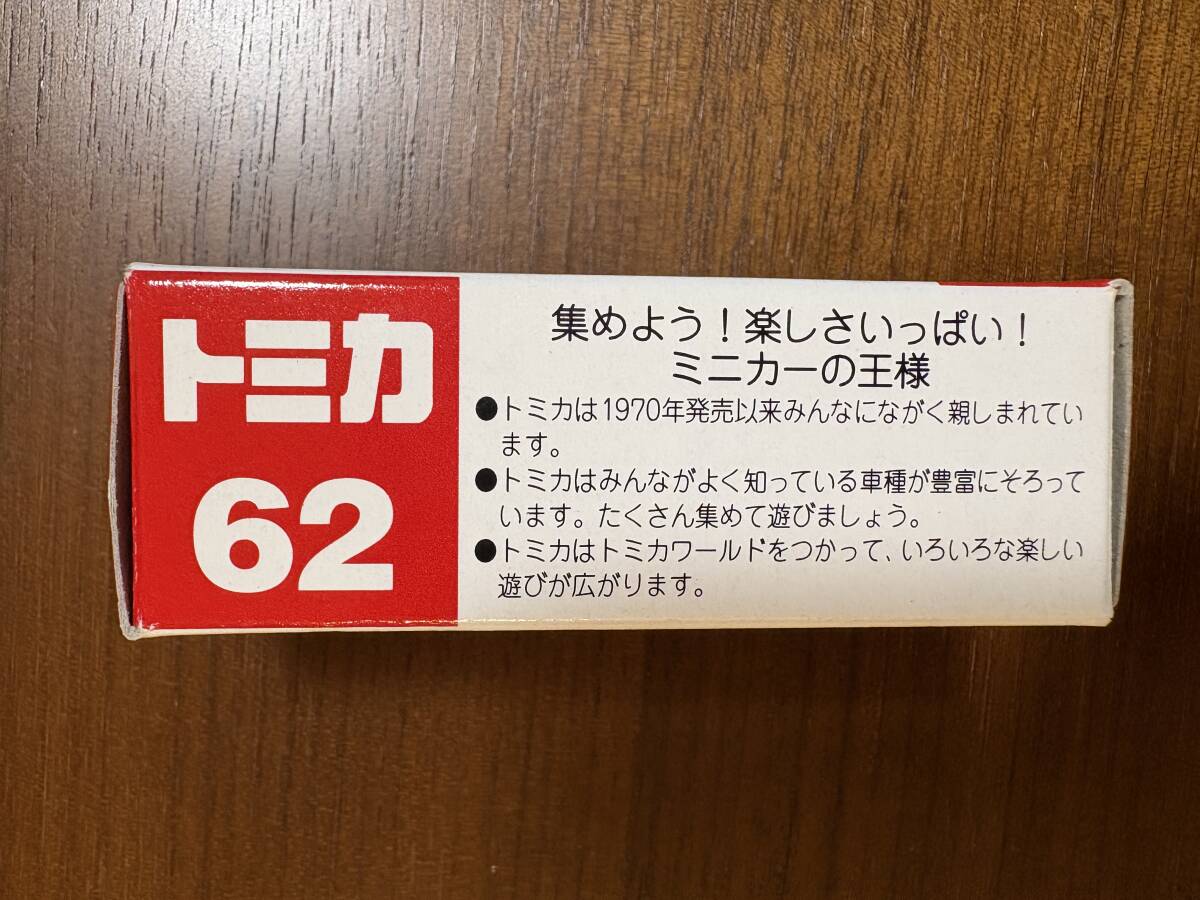 トミカ
62
集めよう！楽しさいっぱい！
ミニカーの王様
●トミカは1970年発売以来みんなにながく親しまれてい
ます。
●トミカはみんながよく知っている車種が豊富にそろって
います。たくさん集めて遊びましょう。
●トミカはトミカワールドをつかって、いろいろな楽しい
遊びが広がります。